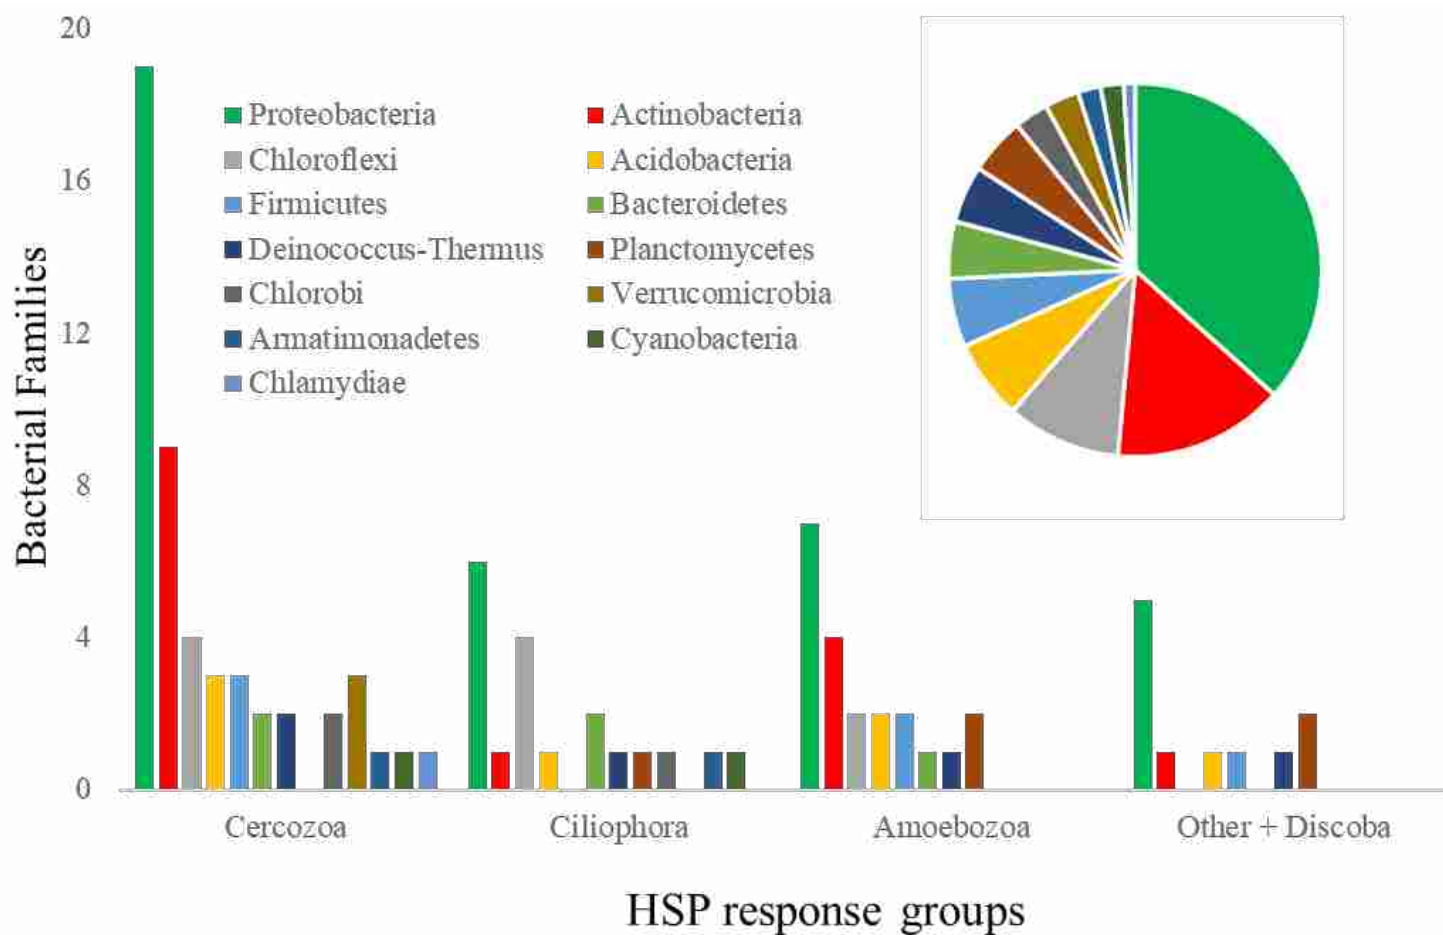 20
16
12
8
4
0
Bacterial Families
Proteobacteria
Actinobacteria
Chloroflexi
Acidobacteria
Firmicutes
Bacteroidetes
Deinococcus-Thermus
Planctomycetes
Chlorobi
Verrucomicrobia
Armatimonadetes
Cyanobacteria
Chlamydiae
Cercozoa
Ciliophora
Amoebozoa
Other + Discoba
HSP response groups